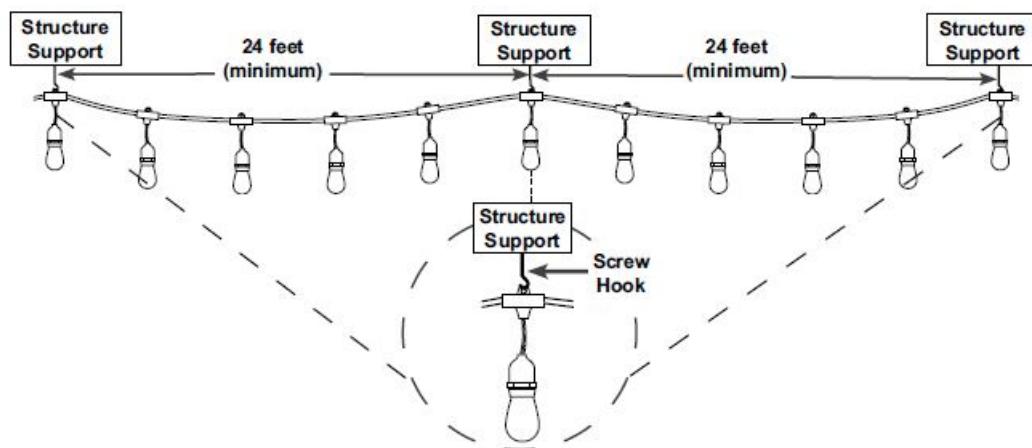 Structure
Support
24 feet
(minimum)
Structure
Support
24 feet
(minimum)
Structure
Support
Structure
Support
Screw
Hook